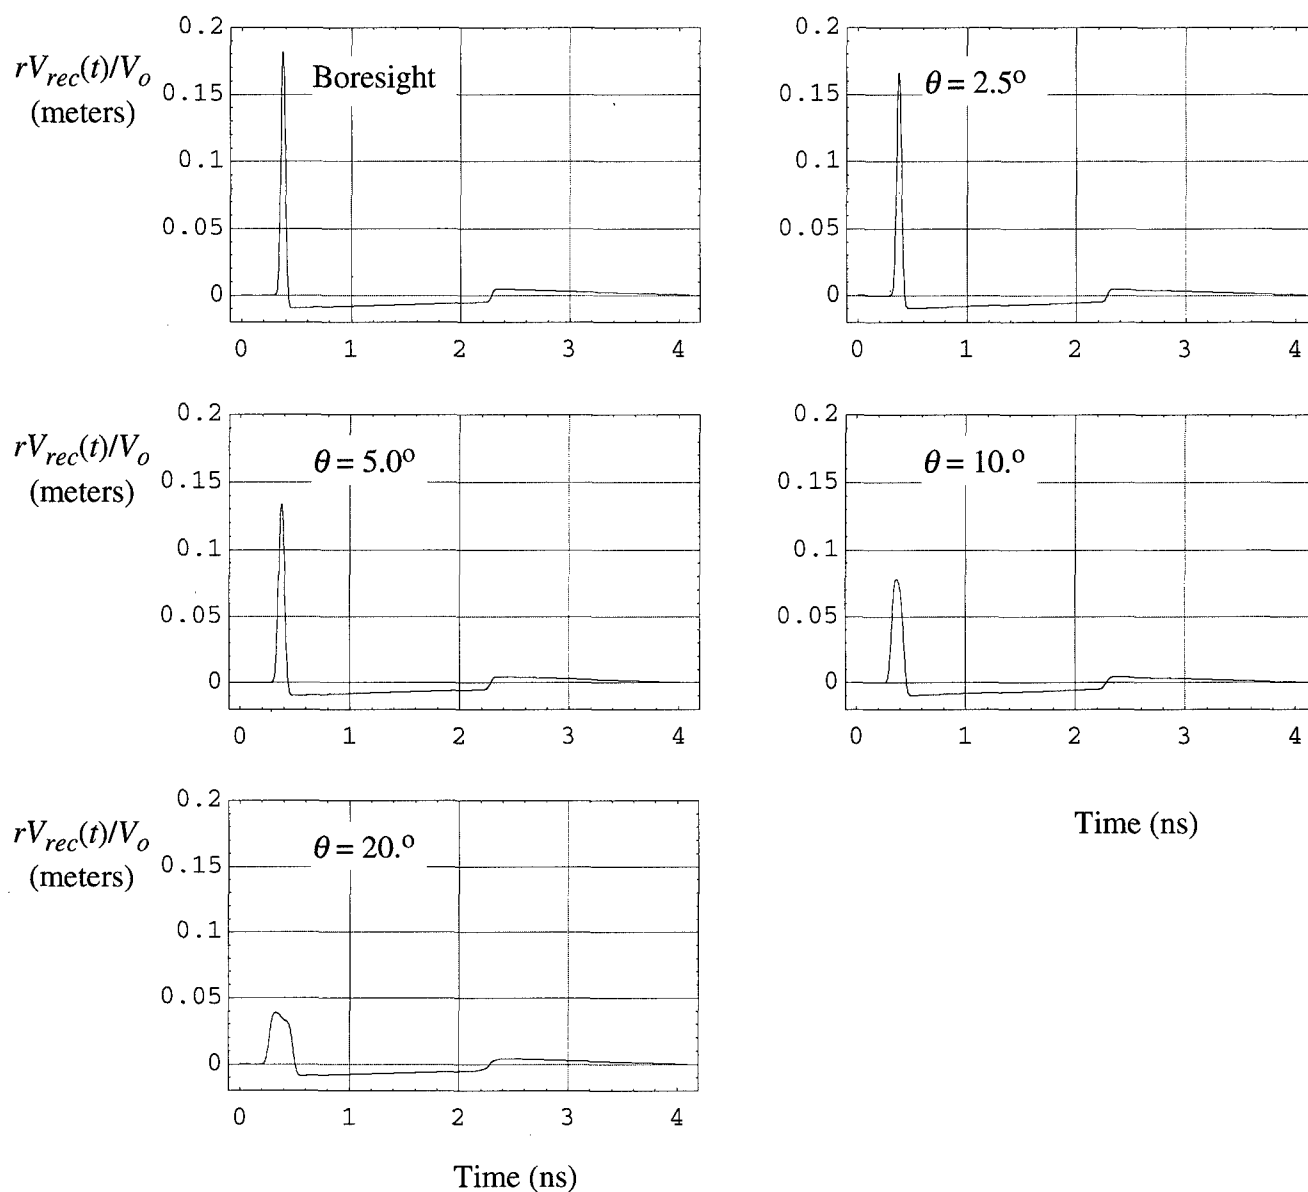 0.2
rV_rec(t)/V_o
(meters)
Boresight
0.15
0.1
0.05
0
0 1 2 3 4
0.2
θ = 2.5º
0.15
0.1
0.05
0
0 1 2 3 4
0.2
rV_rec(t)/V_o
(meters)
θ = 5.0º
0.15
0.1
0.05
0
0 1 2 3 4
0.2
θ = 10.º
0.15
0.1
0.05
0
0 1 2 3 4
Time (ns)
0.2
rV_rec(t)/V_o
(meters)
θ = 20.º
0.15
0.1
0.05
0
0 1 2 3 4
Time (ns)